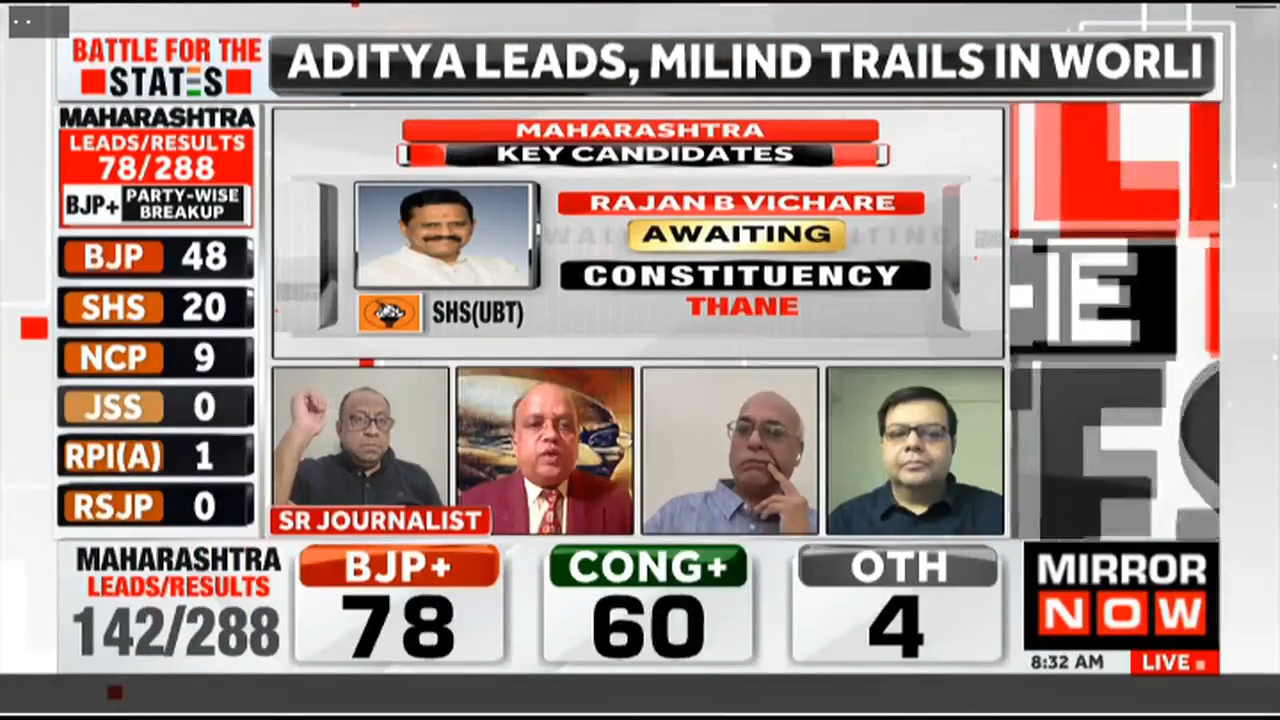 BATTLE FOR THE
STATES
ADITYA LEADS, MILIND TRAILS IN WORLI
MAHARASHTRA
LEADS/RESULTS
78/288
BJP+
PARTY-WISE
BREAKUP
BJP 48
SHS 20
NCP 9
JSS 0
RPI(A) 1
RSJP 0
MAHARASHTRA
KEY CANDIDATES
RAJAN B VICHARE
AWAITING
CONSTITUENCY
THANE
SHS(UBT)
SR JOURNALIST
MAHARASHTRA
LEADS/RESULTS
142/288
BJP+
78
CONG+
60
OTH
4
MIRROR
NOW
8:32 AM
LIVE